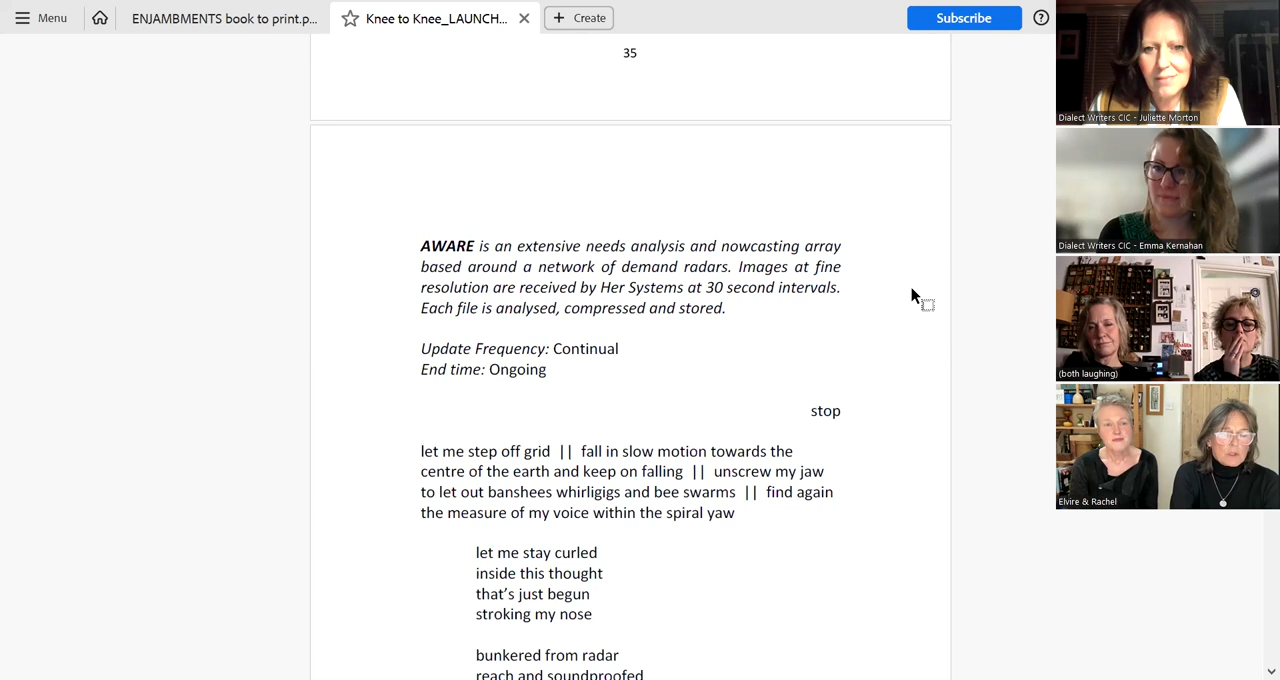 Menu
ENJAMBMENTS book to print.p...
Knee to Knee_LAUNCH...
Create
Subscribe
35
AWARE is an extensive needs analysis and nowcasting array
based around a network of demand radars. Images at fine
resolution are received by Her Systems at 30 second intervals.
Each file is analysed, compressed and stored.
Update Frequency: Continual
End time: Ongoing
stop
let me step off grid || fall in slow motion towards the
centre of the earth and keep on falling || unscrew my jaw
to let out banshees whirligigs and bee swarms || find again
the measure of my voice within the spiral yaw
let me stay curled
inside this thought
that's just begun
stroking my nose
bunkered from radar
reach and soundproofed
Dialect Writers CIC - Juliette Morton
Dialect Writers CIC - Emma Kernahan
(both laughing)
Elvire & Rachel